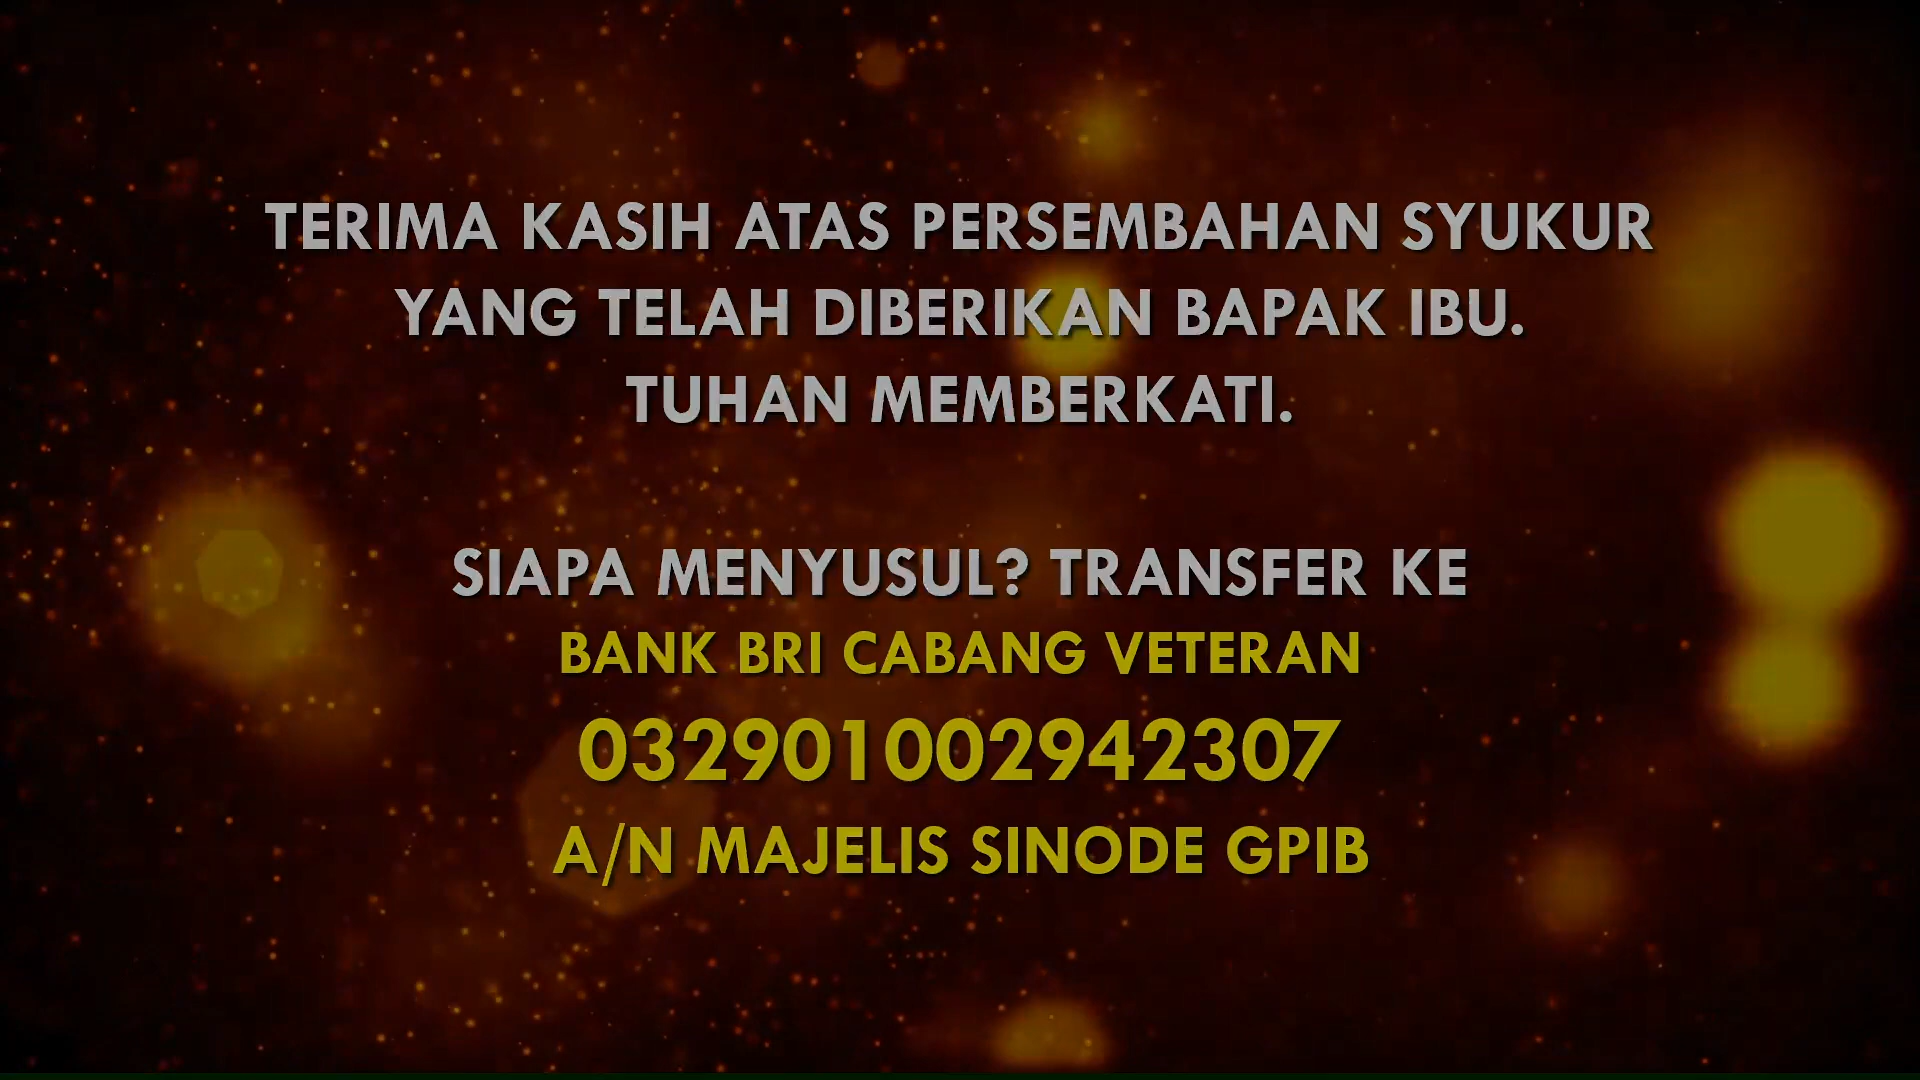 TERIMA KASIH ATAS PERSEMBAHAN SYUKUR
YANG TELAH DIBERIKAN BAPAK IBU.
TUHAN MEMBERKATI.
SIAPA MENYUSUL? TRANSFER KE
BANK BRI CABANG VETERAN
032901002942307
A/N MAJELIS SINODE GPIB